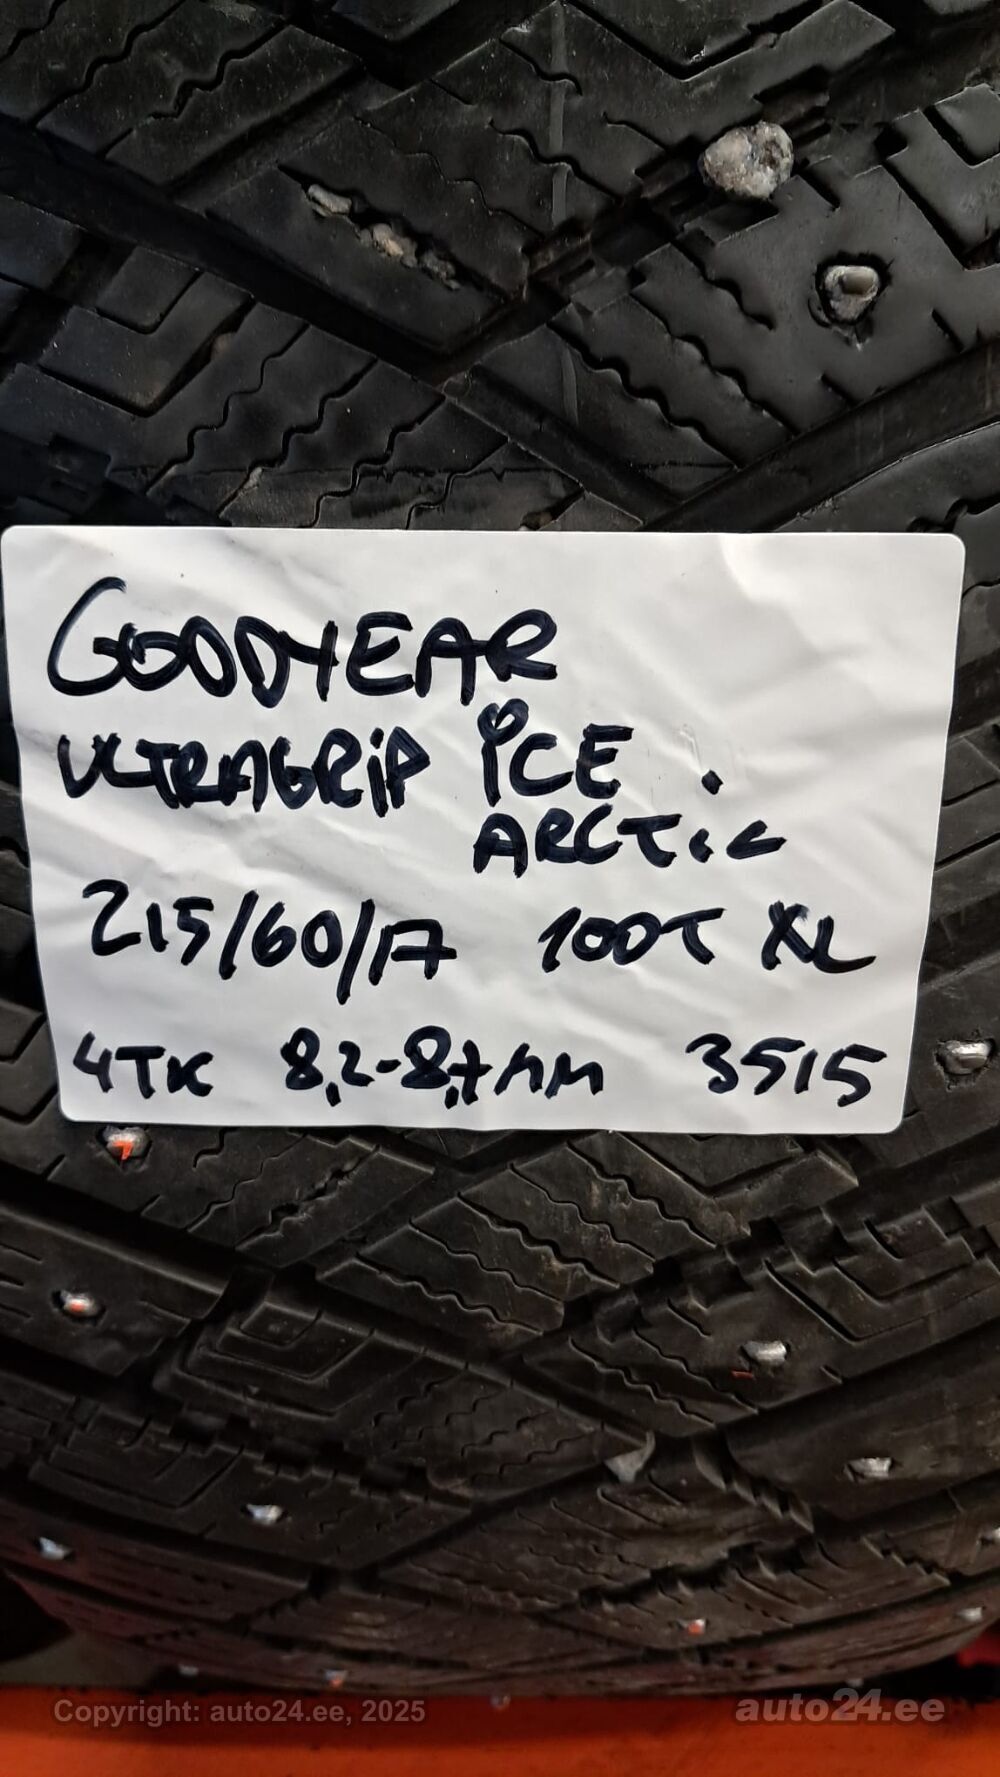 GOODYEAR
ULTRAGRIP ICE
ARCTIC
215/60/17 100T XL
4TK 8,2-8,7MM 3515
Copyright: auto24.ee, 2025
auto24.ee